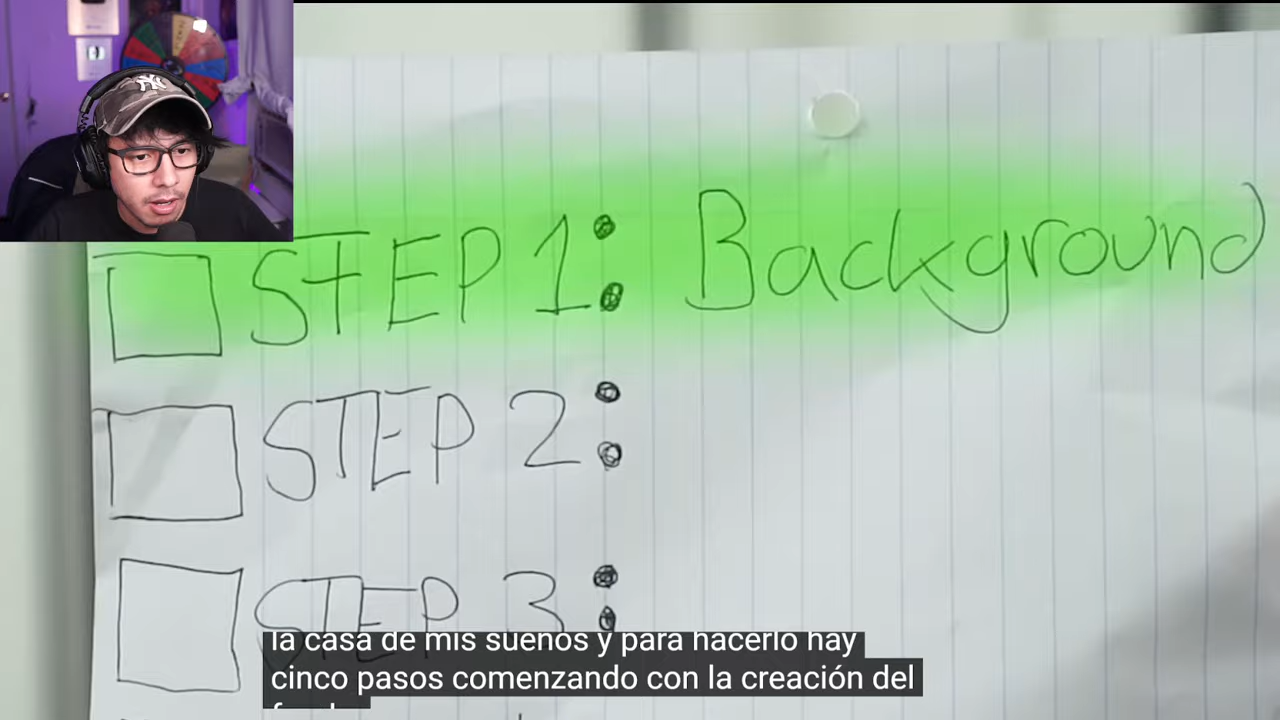 STEP 1: Background
STEP 2:
STEP 3:
la casa de mis sueños y para hacerlo hay
cinco pasos comenzando con la creación del